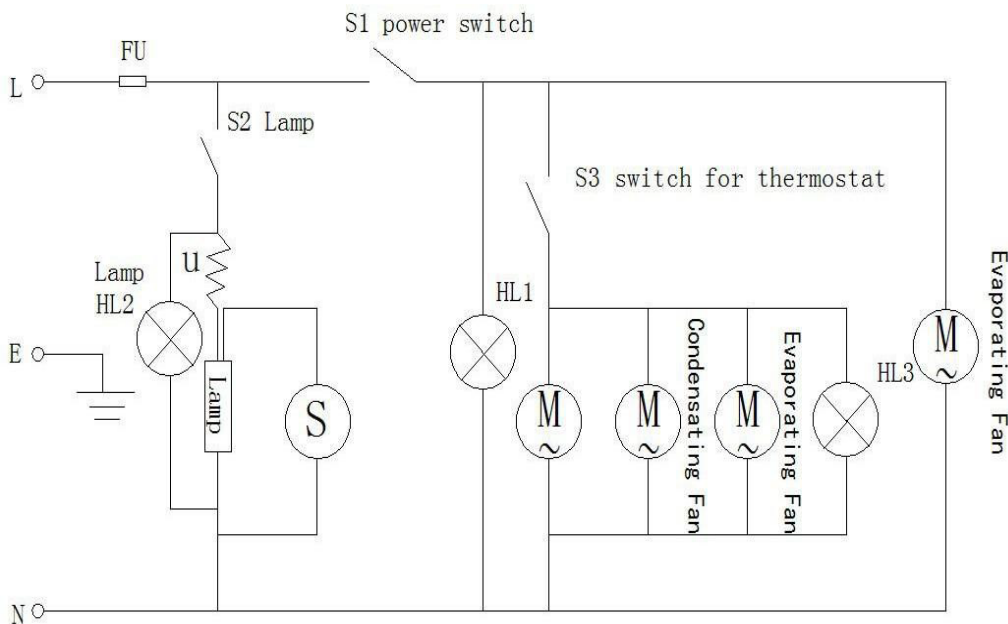 S1 power switch
FU
L
S2 Lamp
S3 switch for thermostat
u
Lamp
HL2
HL1
E
Lamp
S
M
~
M
~
Condensating Fan
M
~
Evaporating Fan
HL3
M
~
Evaporating Fan
N